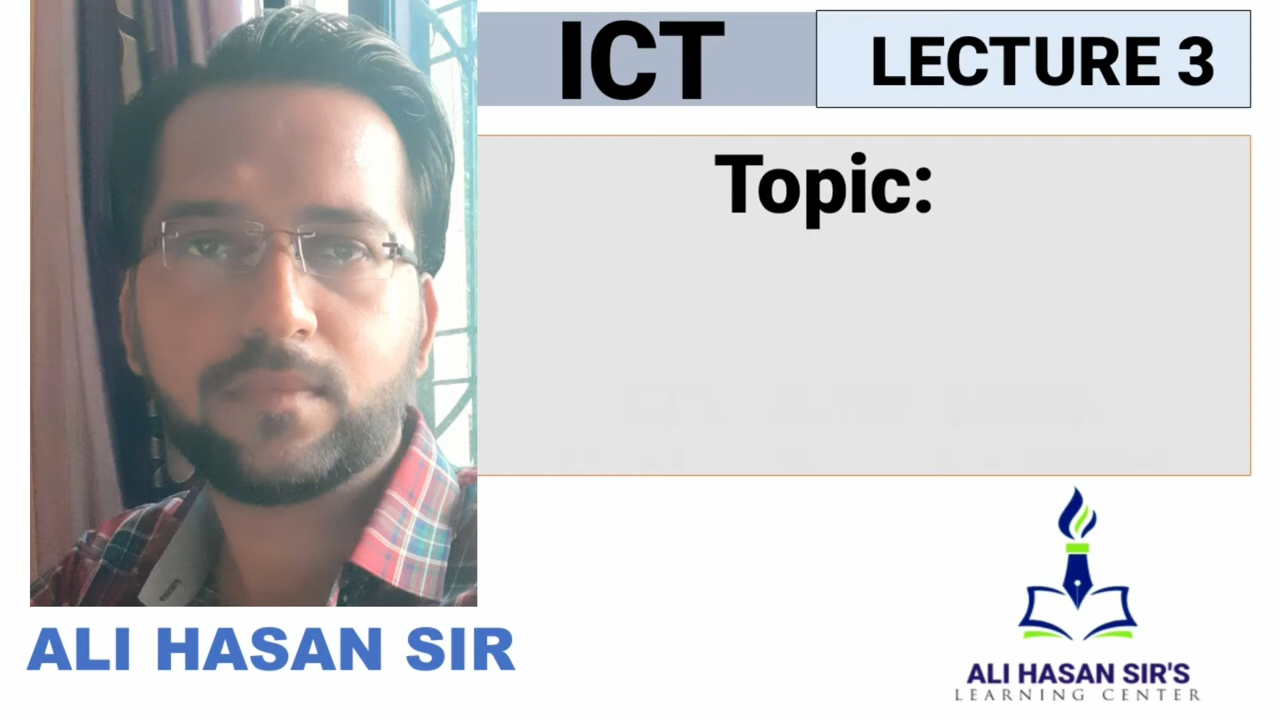 ICT
LECTURE 3
Topic:
ALI HASAN SIR
ALI HASAN SIR'S
LEARNING CENTER